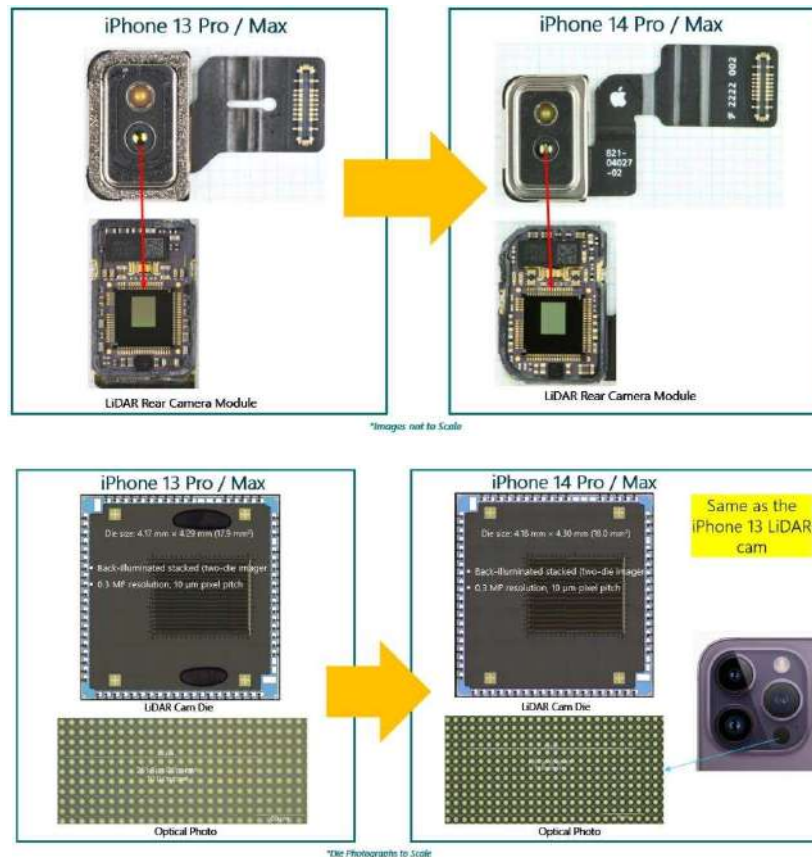 iPhone 13 Pro / Max
iPhone 14 Pro / Max
821-
04027
-02
2222 002
LiDAR Rear Camera Module
LiDAR Rear Camera Module
*Images not to Scale
iPhone 13 Pro / Max
iPhone 14 Pro / Max
Same as the
iPhone 13 LiDAR
cam
Die size: 4.17 mm × 4.29 mm (17.9 mm²)
• Back-illuminated stacked (two-die imager
• 0.3 MP resolution, 10 µm pixel pitch
LiDAR Cam Die
Die size: 4.18 mm × 4.30 mm (18.0 mm²)
• Back-illuminated stacked (two-die imager
• 0.3 MP resolution, 10 µm pixel pitch
LiDAR Cam Die
Optical Photo
Optical Photo
*Die Photographs to Scale